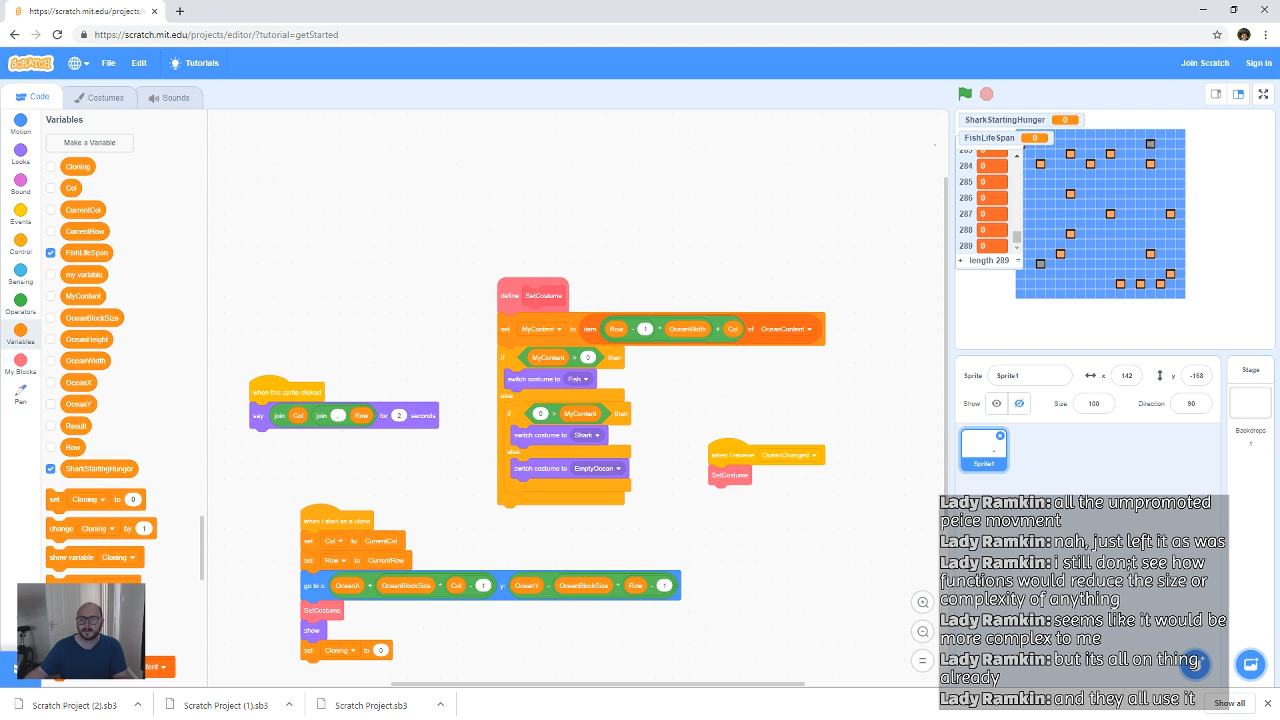 https://scratch.mit.edu/projects/e
https://scratch.mit.edu/projects/editor/?tutorial=getStarted
SCRATCH
File
Edit
Tutorials
Join Scratch
Sign in
Code
Costumes
Sounds
Motion
Looks
Sound
Events
Control
Sensing
Operators
Variables
My Blocks
Pen
Variables
Make a Variable
Cloning
Col
CurrentCol
CurrentRow
FishLifeSpan
my variable
MyContent
OceanBlockSize
OceanHeight
OceanWidth
OceanX
OceanY
Result
Row
SharkStartingHunger
set Cloning to 0
change Cloning by 1
show variable Cloning
when this sprite clicked
say join Col join . Row for 2 seconds
define SetCostume
set MyContent to item Row - 1 * OceanWidth + Col of OceanContent
if MyContent > 0 then
switch costume to Fish
else
if 0 > MyContent then
switch costume to Shark
else
switch costume to EmptyOcean
when I receive OceanChanged
SetCostume
when I start as a clone
set Col to CurrentCol
set Row to CurrentRow
go to x: OceanX + OceanBlockSize * Col - 1 y: OceanY - OceanBlockSize * Row - 1
SetCostume
show
set Cloning to 0
SharkStartingHunger 0
FishLifeSpan 0
284 0
285 0
286 0
287 0
288 0
289 0
+ length 289 =
Sprite Sprite1 x 142 y -168
Show Size 100 Direction 90
Sprite1
Stage
Backdrops
1
Lady Ramkin: all the umpromoted
peice movment
Lady Ramkin: nah, just left it as was
Lady Ramkin: i still don;t see how
functions would reduce the size or
complexity of anything
Lady Ramkin: seems like it would be
more complex to me
Lady Ramkin: but its all on thing
already
Lady Ramkin: and they all use it
Scratch Project (2).sb3
Scratch Project (1).sb3
Scratch Project.sb3
Show all